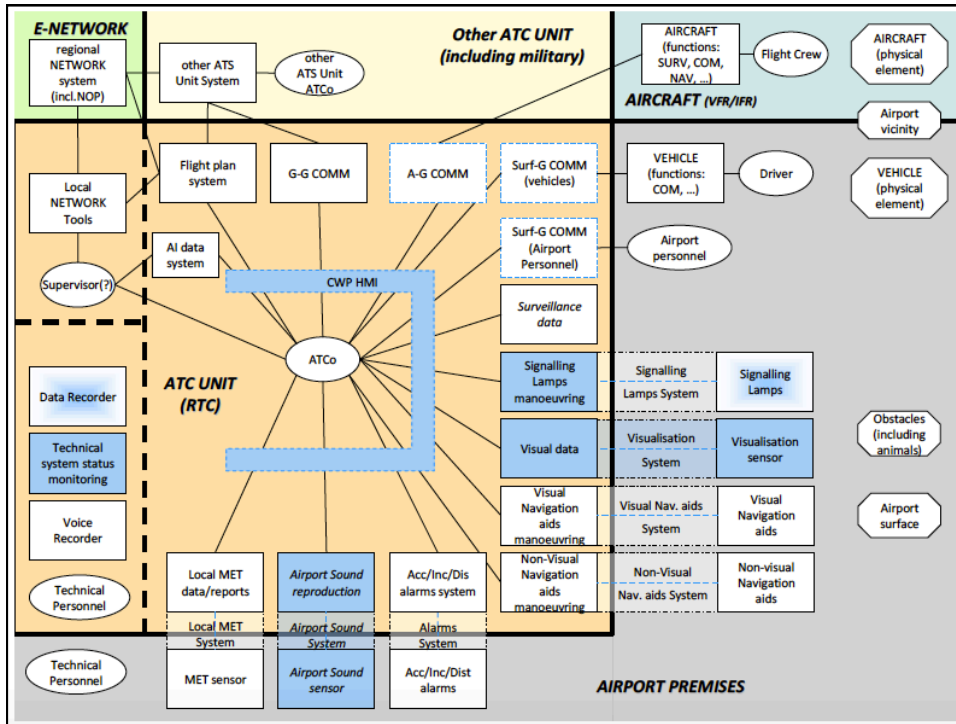 E-NETWORK
regional
NETWORK
system
(incl.NOP)
other ATS
Unit System
other
ATS Unit
ATCo
Other ATC UNIT
(including military)
AIRCRAFT
(functions:
SURV, COM,
NAV, ...)
Flight Crew
AIRCRAFT
(physical
element)
AIRCRAFT (VFR/IFR)
Airport
vicinity
Local
NETWORK
Tools
Flight plan
system
G-G COMM
A-G COMM
Surf-G COMM
(vehicles)
VEHICLE
(functions:
COM, ...)
Driver
VEHICLE
(physical
element)
Supervisor(?)
AI data
system
Surf-G COMM
(Airport
Personnel)
Airport
personnel
CWP HMI
Surveillance
data
ATCo
ATC UNIT
(RTC)
Signalling
Lamps
manoeuvring
Signalling
Lamps System
Signalling
Lamps
Data Recorder
Technical
system status
monitoring
Visual data
Visualisation
System
Visualisation
sensor
Obstacles
(including
animals)
Voice
Recorder
Visual
Navigation
aids
manoeuvring
Visual Nav. aids
System
Visual
Navigation
aids
Airport
surface
Technical
Personnel
Local MET
data/reports
Airport Sound
reproduction
Acc/Inc/Dis
alarms system
Non-Visual
Navigation
aids
manoeuvring
Non-Visual
Nav. aids System
Non-visual
Navigation
aids
Local MET
System
Airport Sound
System
Alarms
System
Technical
Personnel
MET sensor
Airport Sound
sensor
Acc/Inc/Dist
alarms
AIRPORT PREMISES